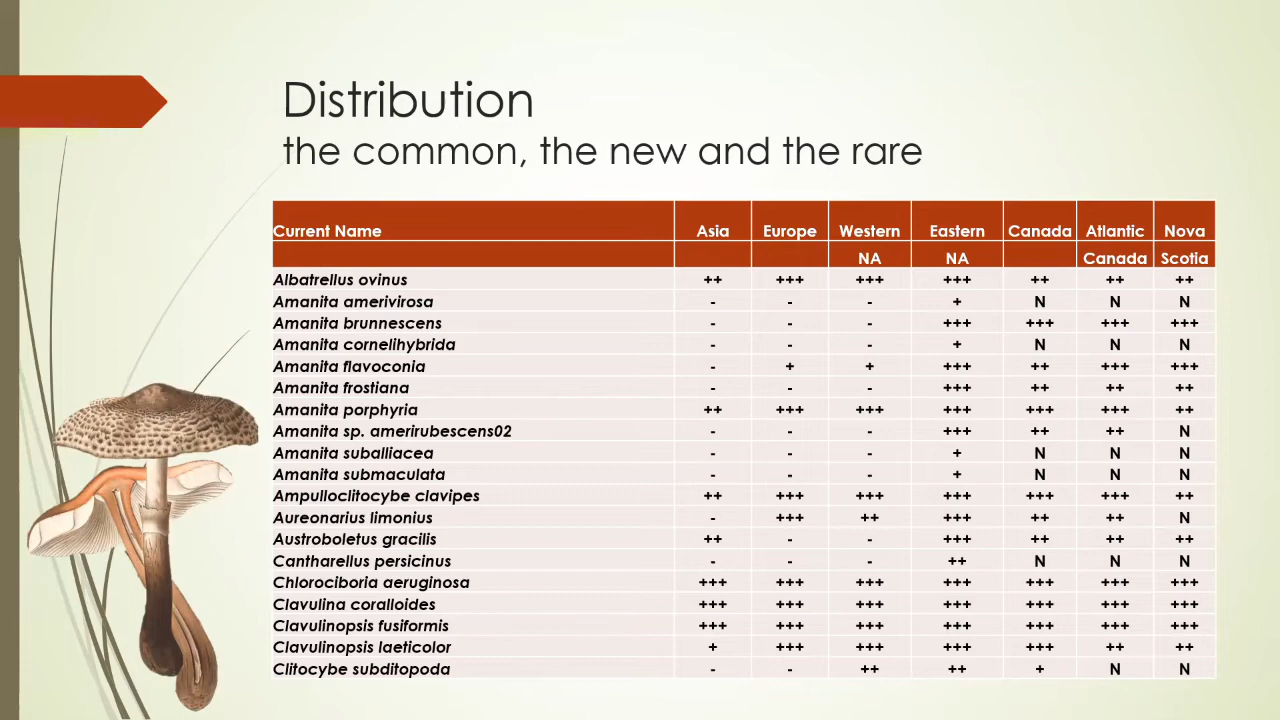 Distribution
the common, the new and the rare
Current Name Asia Europe Western Eastern Canada Atlantic Nova
NA NA Canada Scotia
Albatrellus ovinus ++ +++ +++ +++ ++ ++ ++
Amanita amerivirosa - - - + N N N
Amanita brunnescens - - - +++ +++ +++ +++
Amanita cornelihybrida - - - + N N N
Amanita flavoconia - + + +++ ++ +++ +++
Amanita frostiana - - - +++ ++ ++ ++
Amanita porphyria ++ +++ +++ +++ +++ +++ ++
Amanita sp. amerirubescens02 - - - +++ ++ ++ N
Amanita suballiacea - - - + N N N
Amanita submaculata - - - + N N N
Ampulloclitocybe clavipes ++ +++ +++ +++ +++ +++ ++
Aureonarius limonius - +++ ++ +++ ++ ++ N
Austroboletus gracilis ++ - - +++ ++ ++ ++
Cantharellus persicinus - - - ++ N N N
Chlorociboria aeruginosa +++ +++ +++ +++ +++ +++ +++
Clavulina coralloides +++ +++ +++ +++ +++ +++ +++
Clavulinopsis fusiformis +++ +++ +++ +++ +++ +++ +++
Clavulinopsis laeticolor + +++ +++ +++ +++ ++ ++
Clitocybe subditopoda - - ++ ++ + N N